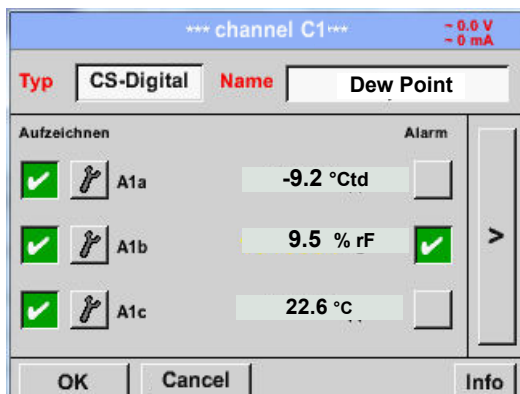 *** channel C1 ***
~ 0.0 V
~ 0 mA
Typ CS-Digital Name Dew Point
Aufzeichnen Alarm
A1a -9.2 °Ctd
A1b 9.5 % rF
A1c 22.6 °C
>
OK Cancel Info